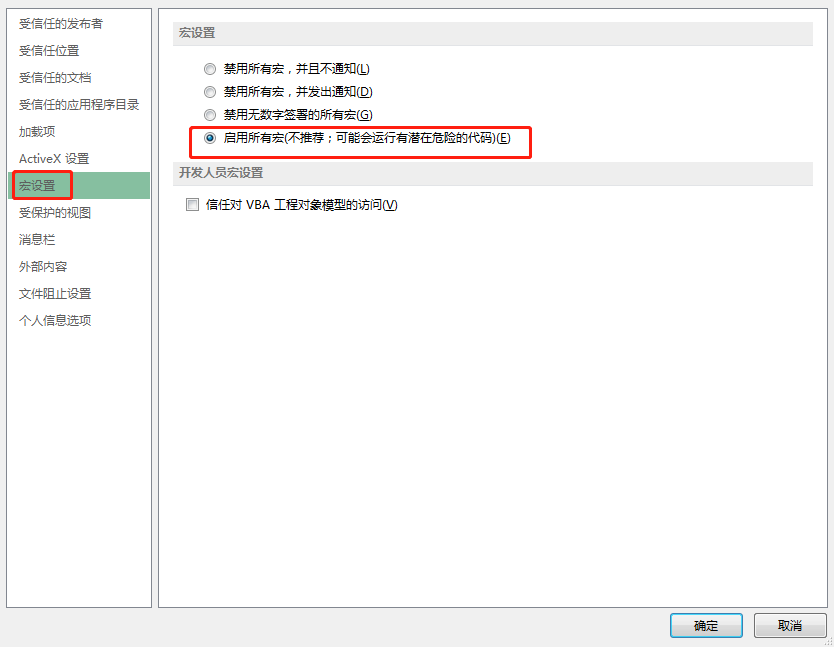 受信任的发布者
受信任位置
受信任的文档
受信任的应用程序目录
加载项
ActiveX 设置
宏设置
受保护的视图
消息栏
外部内容
文件阻止设置
个人信息选项
宏设置
禁用所有宏，并且不通知(L)
禁用所有宏，并发出通知(D)
禁用无数字签署的所有宏(G)
启用所有宏(不推荐；可能会运行有潜在危险的代码)(E)
开发人员宏设置
信任对 VBA 工程对象模型的访问(V)
确定
取消